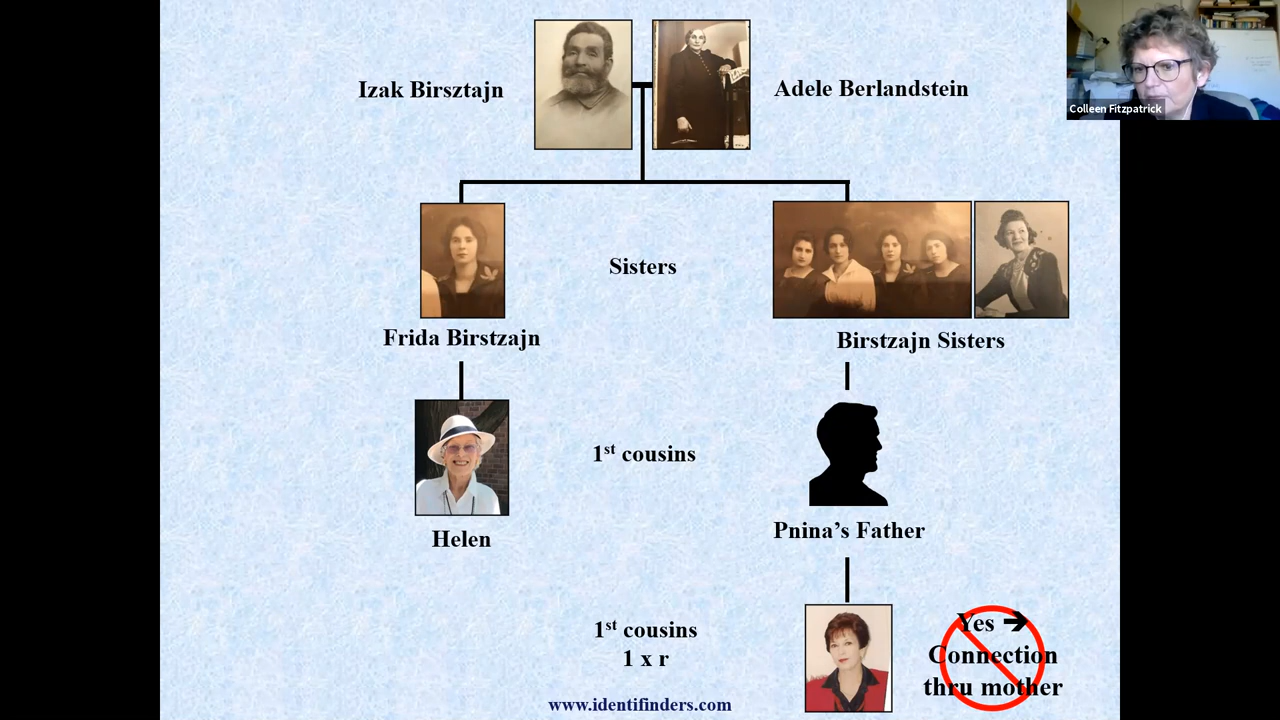 Izak Birsztajn
Adele Berlandstein
Colleen Fitzpatrick
Sisters
Frida Birstzajn
Birstzajn Sisters
1st cousins
Helen
Pnina’s Father
1st cousins
1 x r
Yes ➔
Connection
thru mother
www.identifinders.com